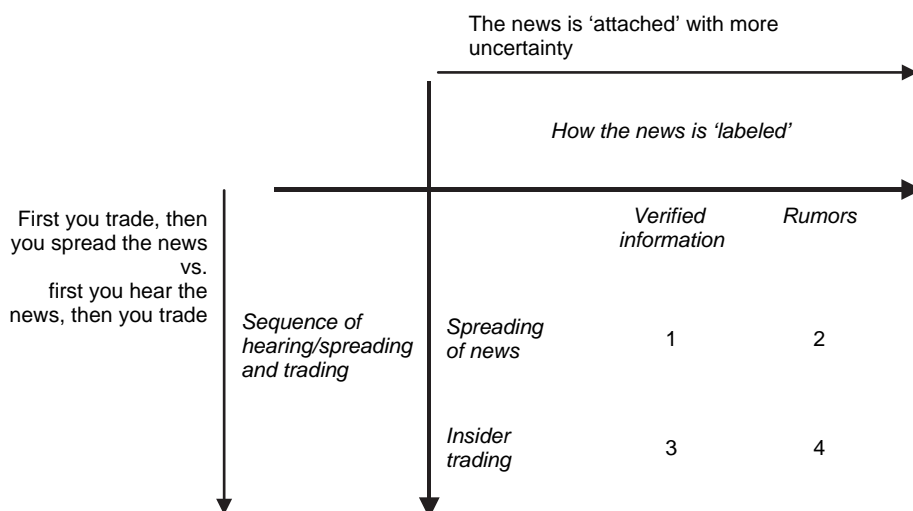 The news is ‘attached’ with more
uncertainty
How the news is ‘labeled’
First you trade, then
you spread the news
vs.
first you hear the
news, then you trade
Verified
information
Rumors
Sequence of
hearing/spreading
and trading
Spreading
of news
1
2
Insider
trading
3
4